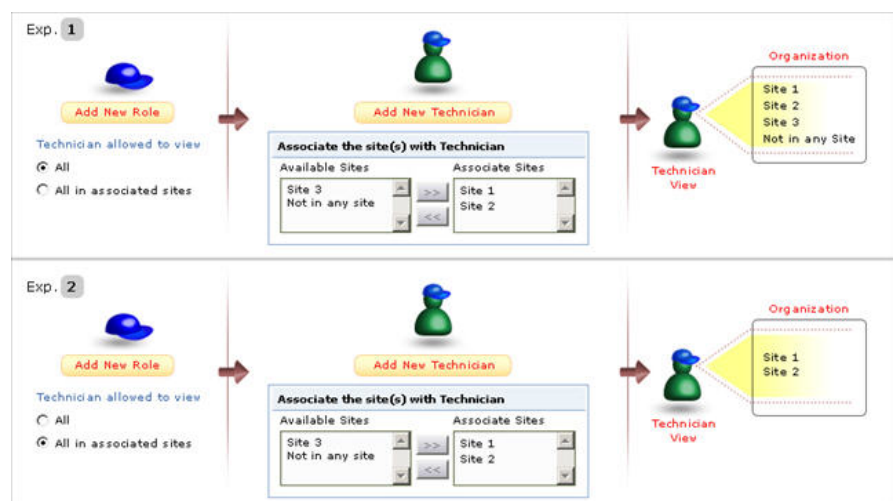 Exp. 1
Add New Role
Technician allowed to view
All
All in associated sites
Add New Technician
Associate the site(s) with Technician
Available Sites
Site 3
Not in any site
>>
<<
Associate Sites
Site 1
Site 2
Technician
View
Organization
Site 1
Site 2
Site 3
Not in any Site
Exp. 2
Add New Role
Technician allowed to view
All
All in associated sites
Add New Technician
Associate the site(s) with Technician
Available Sites
Site 3
Not in any site
>>
<<
Associate Sites
Site 1
Site 2
Technician
View
Organization
Site 1
Site 2